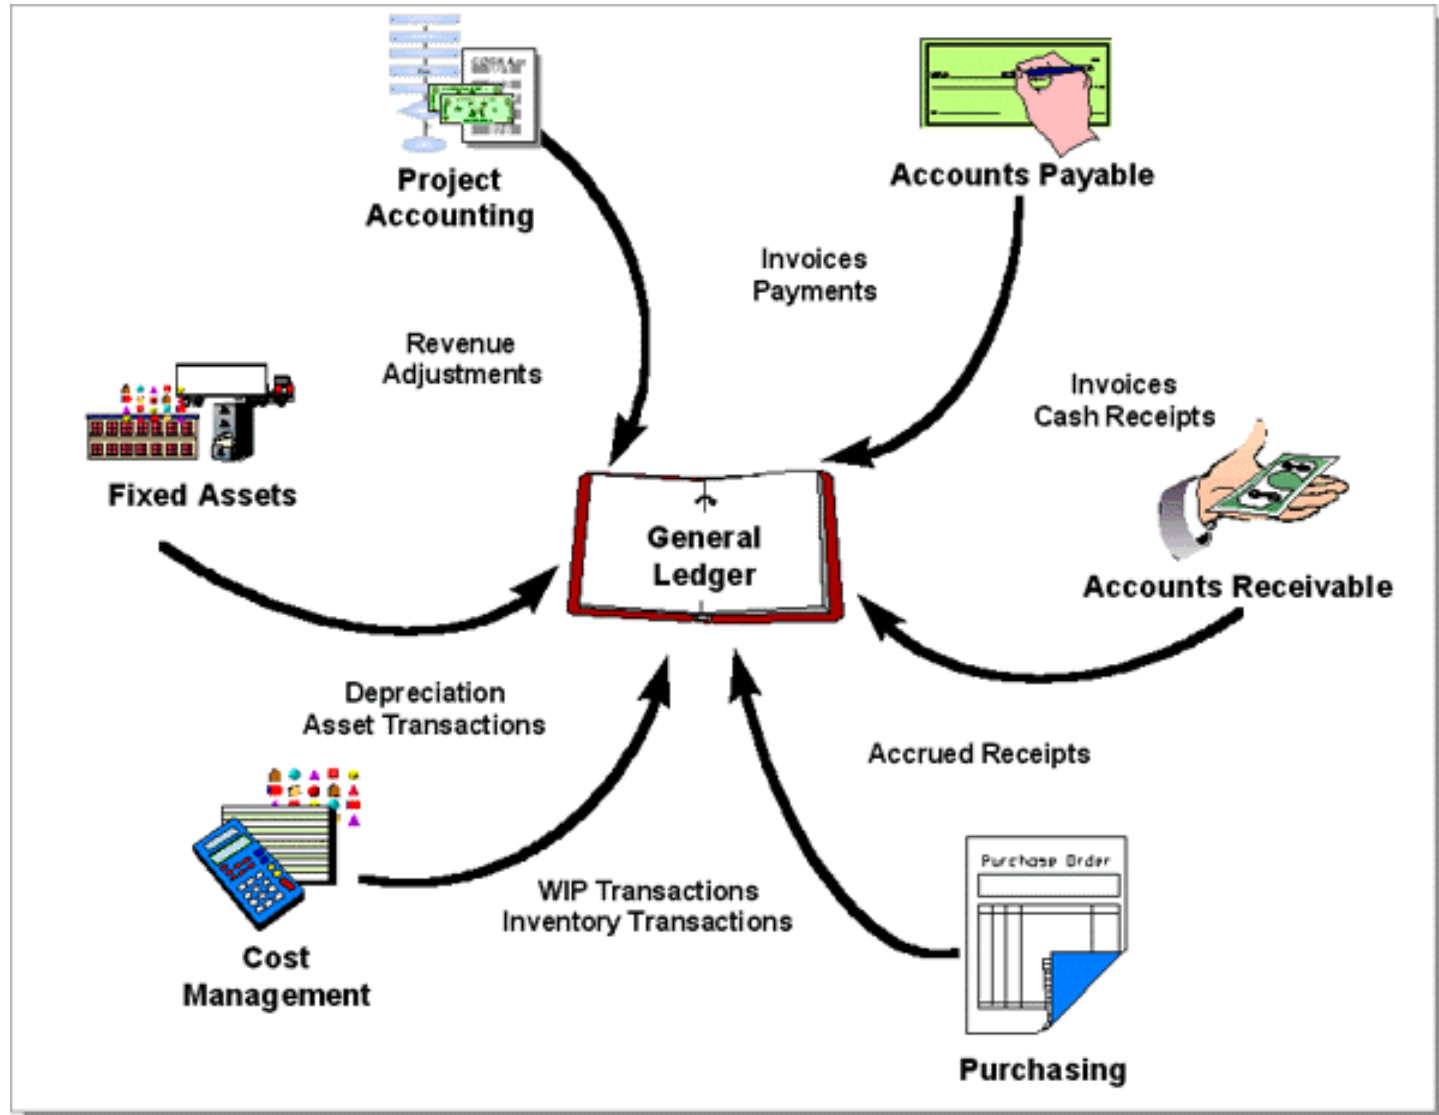 Project
Accounting
Accounts Payable
Invoices
Payments
Revenue
Adjustments
Invoices
Cash Receipts
Fixed Assets
General
Ledger
Accounts Receivable
Depreciation
Asset Transactions
Accrued Receipts
WIP Transactions
Inventory Transactions
Purchase Order
Cost
Management
Purchasing